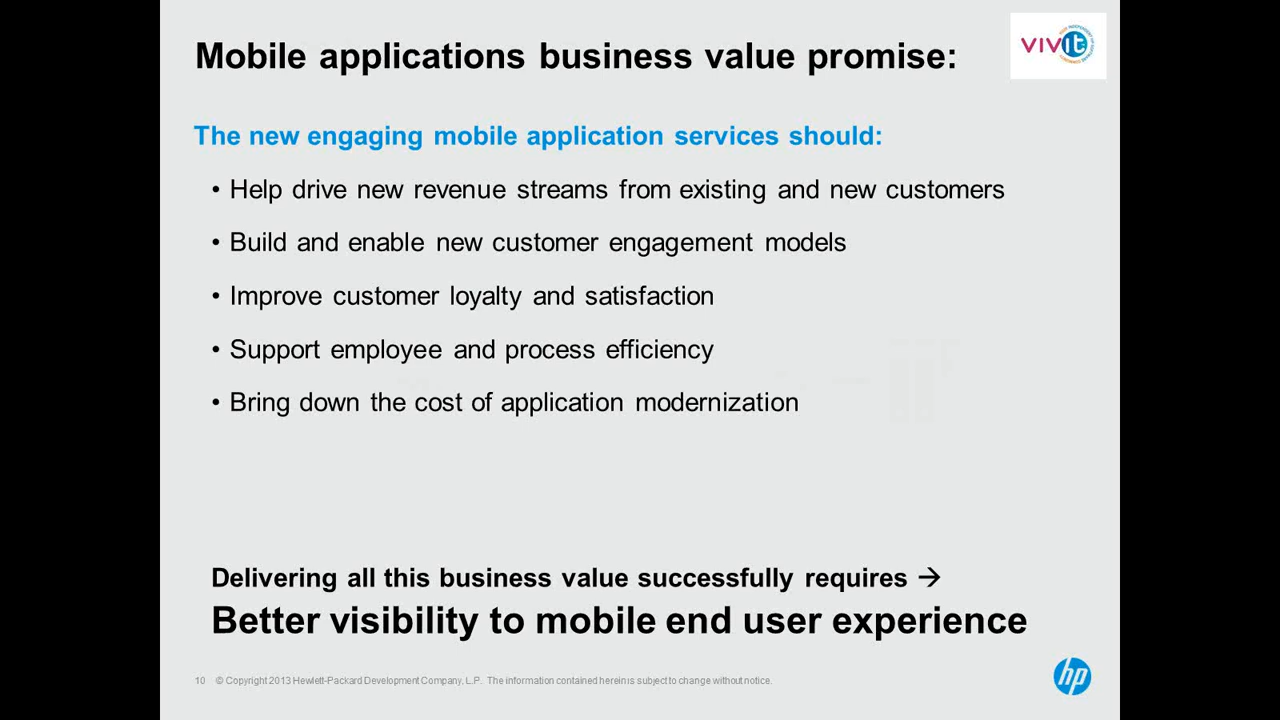 Mobile applications business value promise:
VIVit
The new engaging mobile application services should:
• Help drive new revenue streams from existing and new customers
• Build and enable new customer engagement models
• Improve customer loyalty and satisfaction
• Support employee and process efficiency
• Bring down the cost of application modernization
Delivering all this business value successfully requires →
Better visibility to mobile end user experience
10 © Copyright 2013 Hewlett-Packard Development Company, L.P. The information contained herein is subject to change without notice.
hp